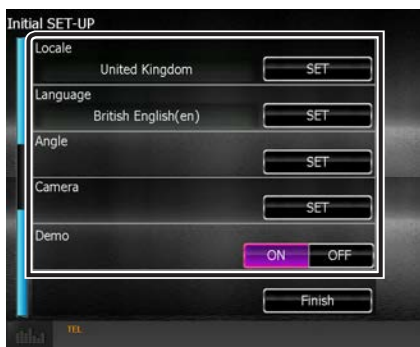 Initial SET-UP
Locale
United Kingdom SET
Language
British English(en) SET
Angle
SET
Camera
SET
Demo
ON OFF
Finish
TEL